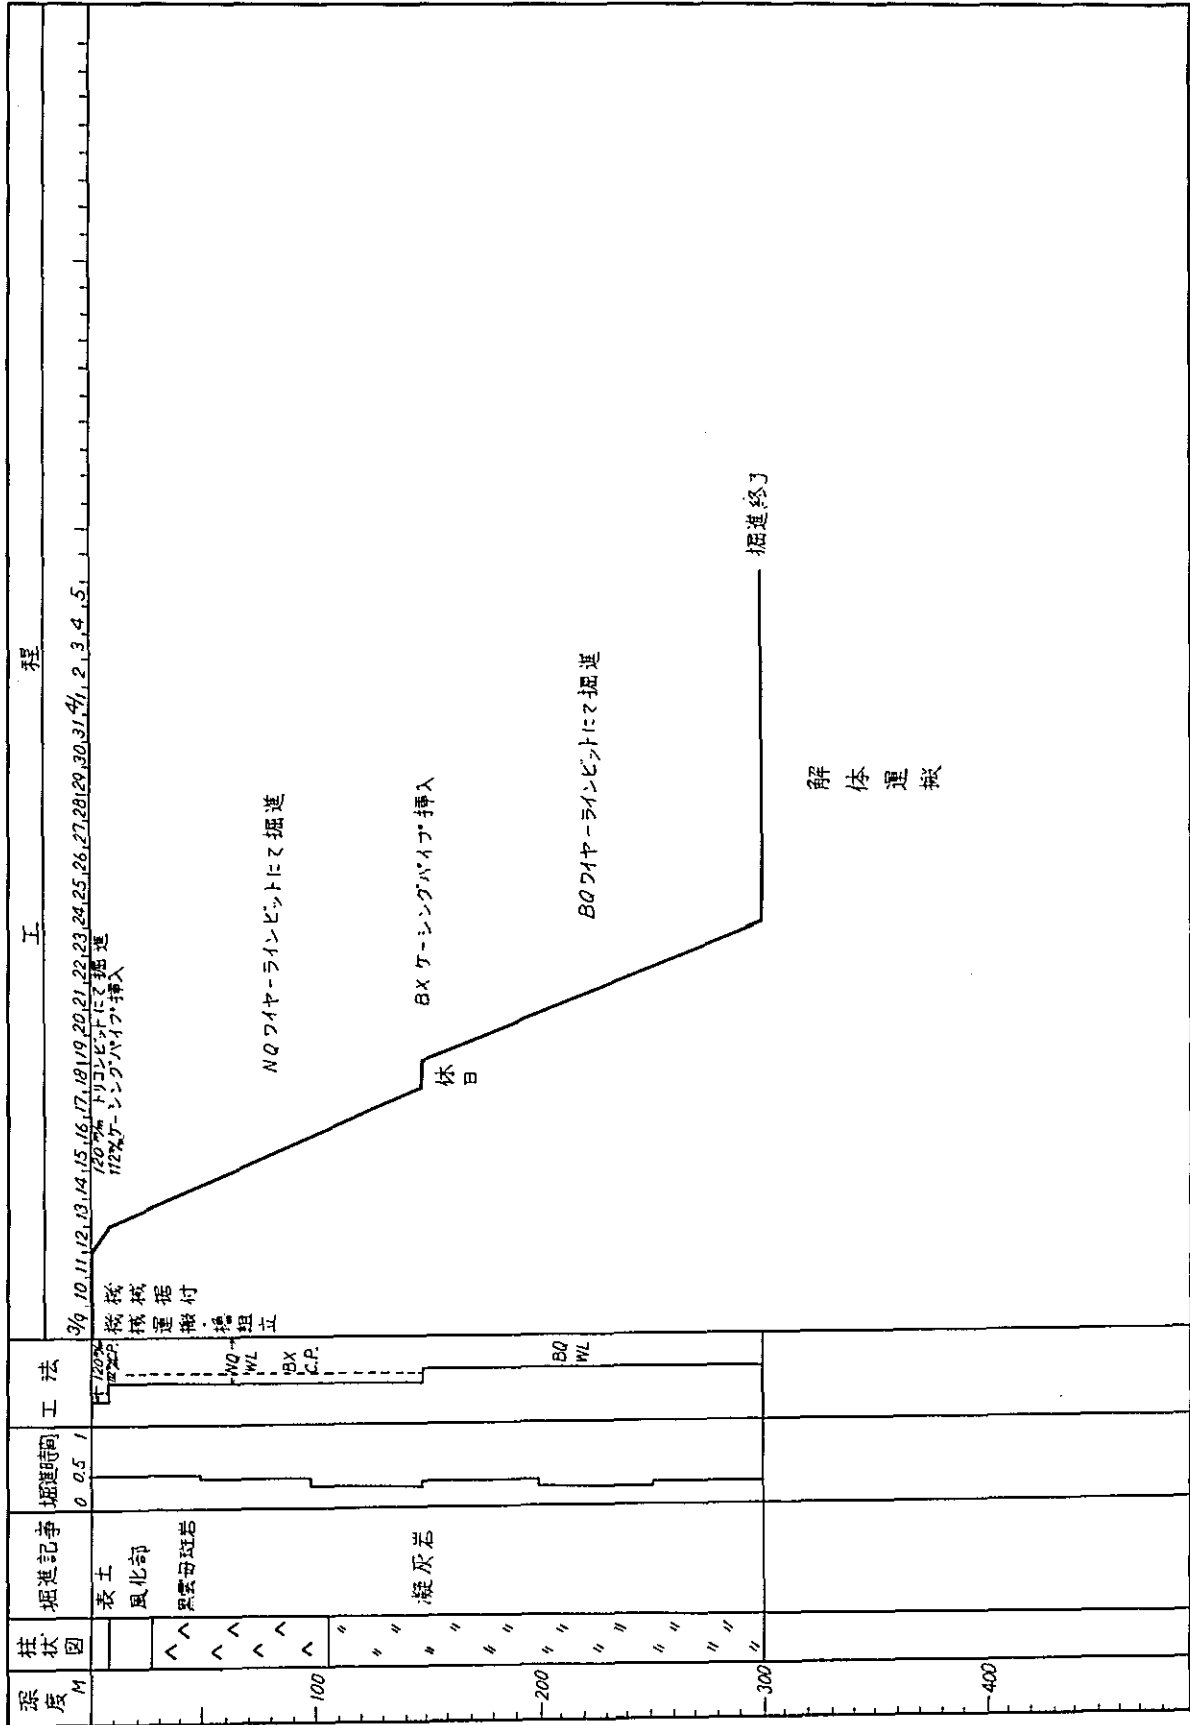 深度 M
柱状図
掘進記事
掘進時間
0 0.5 1
工法
工程
3/9 10 11 12 13 14 15 16 17 18 19 20 21 22 23 24 25 26 27 28 29 30 31 4/1 2 3 4 5
表土
風化部
黒雲母斑岩
凝灰岩
120m/m
NQ
WL
BX
C.P.
BQ
WL
機械運搬
機械据付・櫓組立
120m/m トリコンビットにて掘進
112m/mケーシングパイプ挿入
NQワイヤーラインビットにて掘進
休日
BXケーシングパイプ挿入
BQワイヤーラインビットにて掘進
掘進終了
解体運搬
100
200
300
400